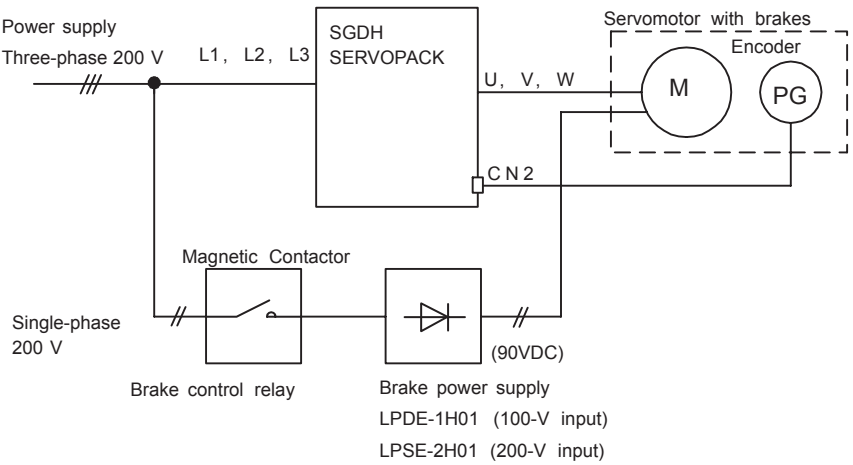 Power supply
Three-phase 200 V
L1, L2, L3
SGDH
SERVOPACK
Servomotor with brakes
Encoder
U, V, W
M
PG
CN2
Magnetic Contactor
Single-phase
200 V
(90VDC)
Brake control relay
Brake power supply
LPDE-1H01 (100-V input)
LPSE-2H01 (200-V input)